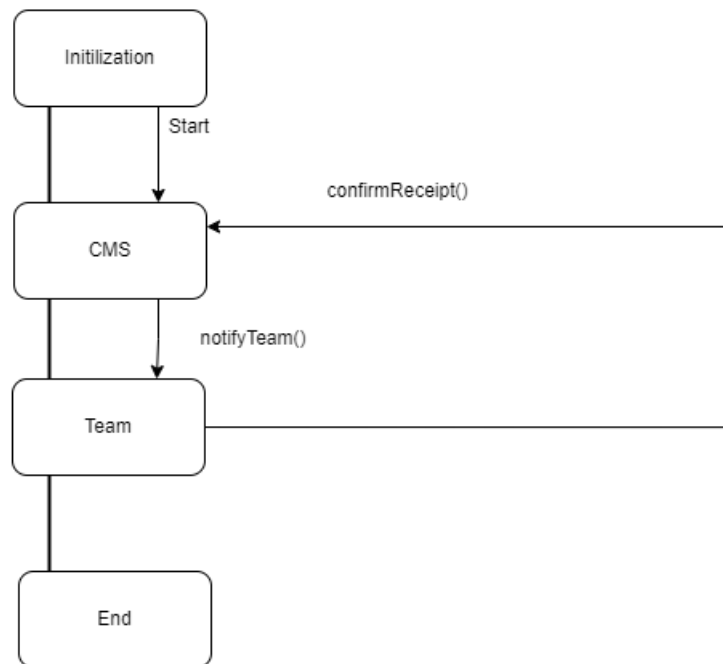 Initilization
Start
confirmReceipt()
CMS
notifyTeam()
Team
End